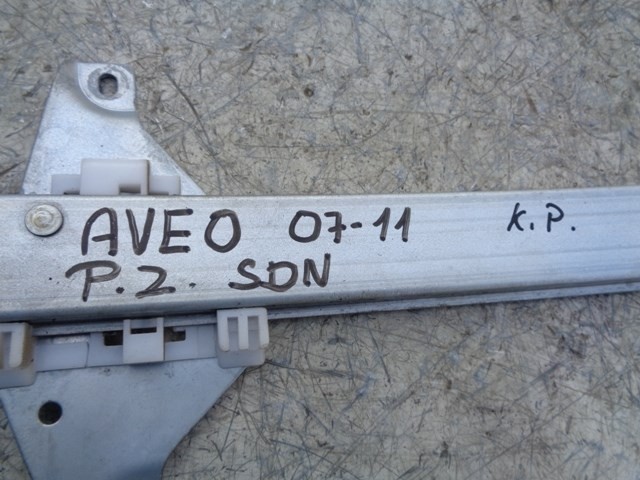 AVEO 07-11 K.P.
P.Z. SDN